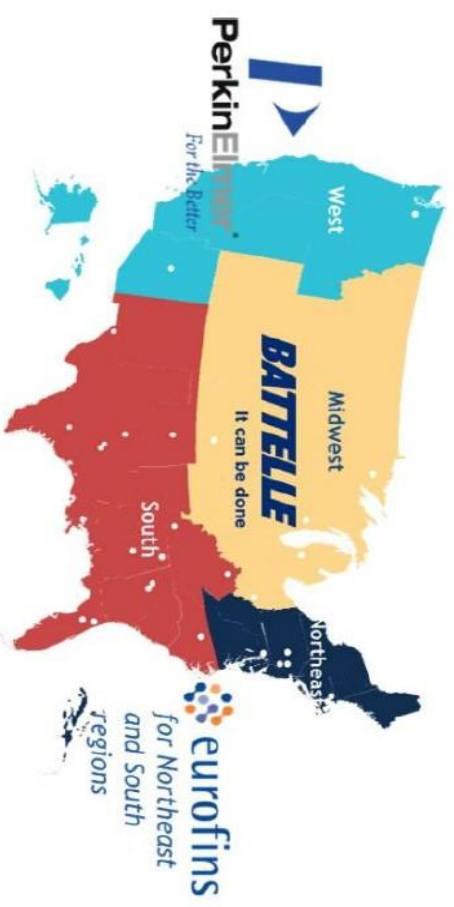 West
Midwest
Northeast
PerkinElmer®
For the Better
BATTELLE
It can be done
South
eurofins
for Northeast
and South
regions